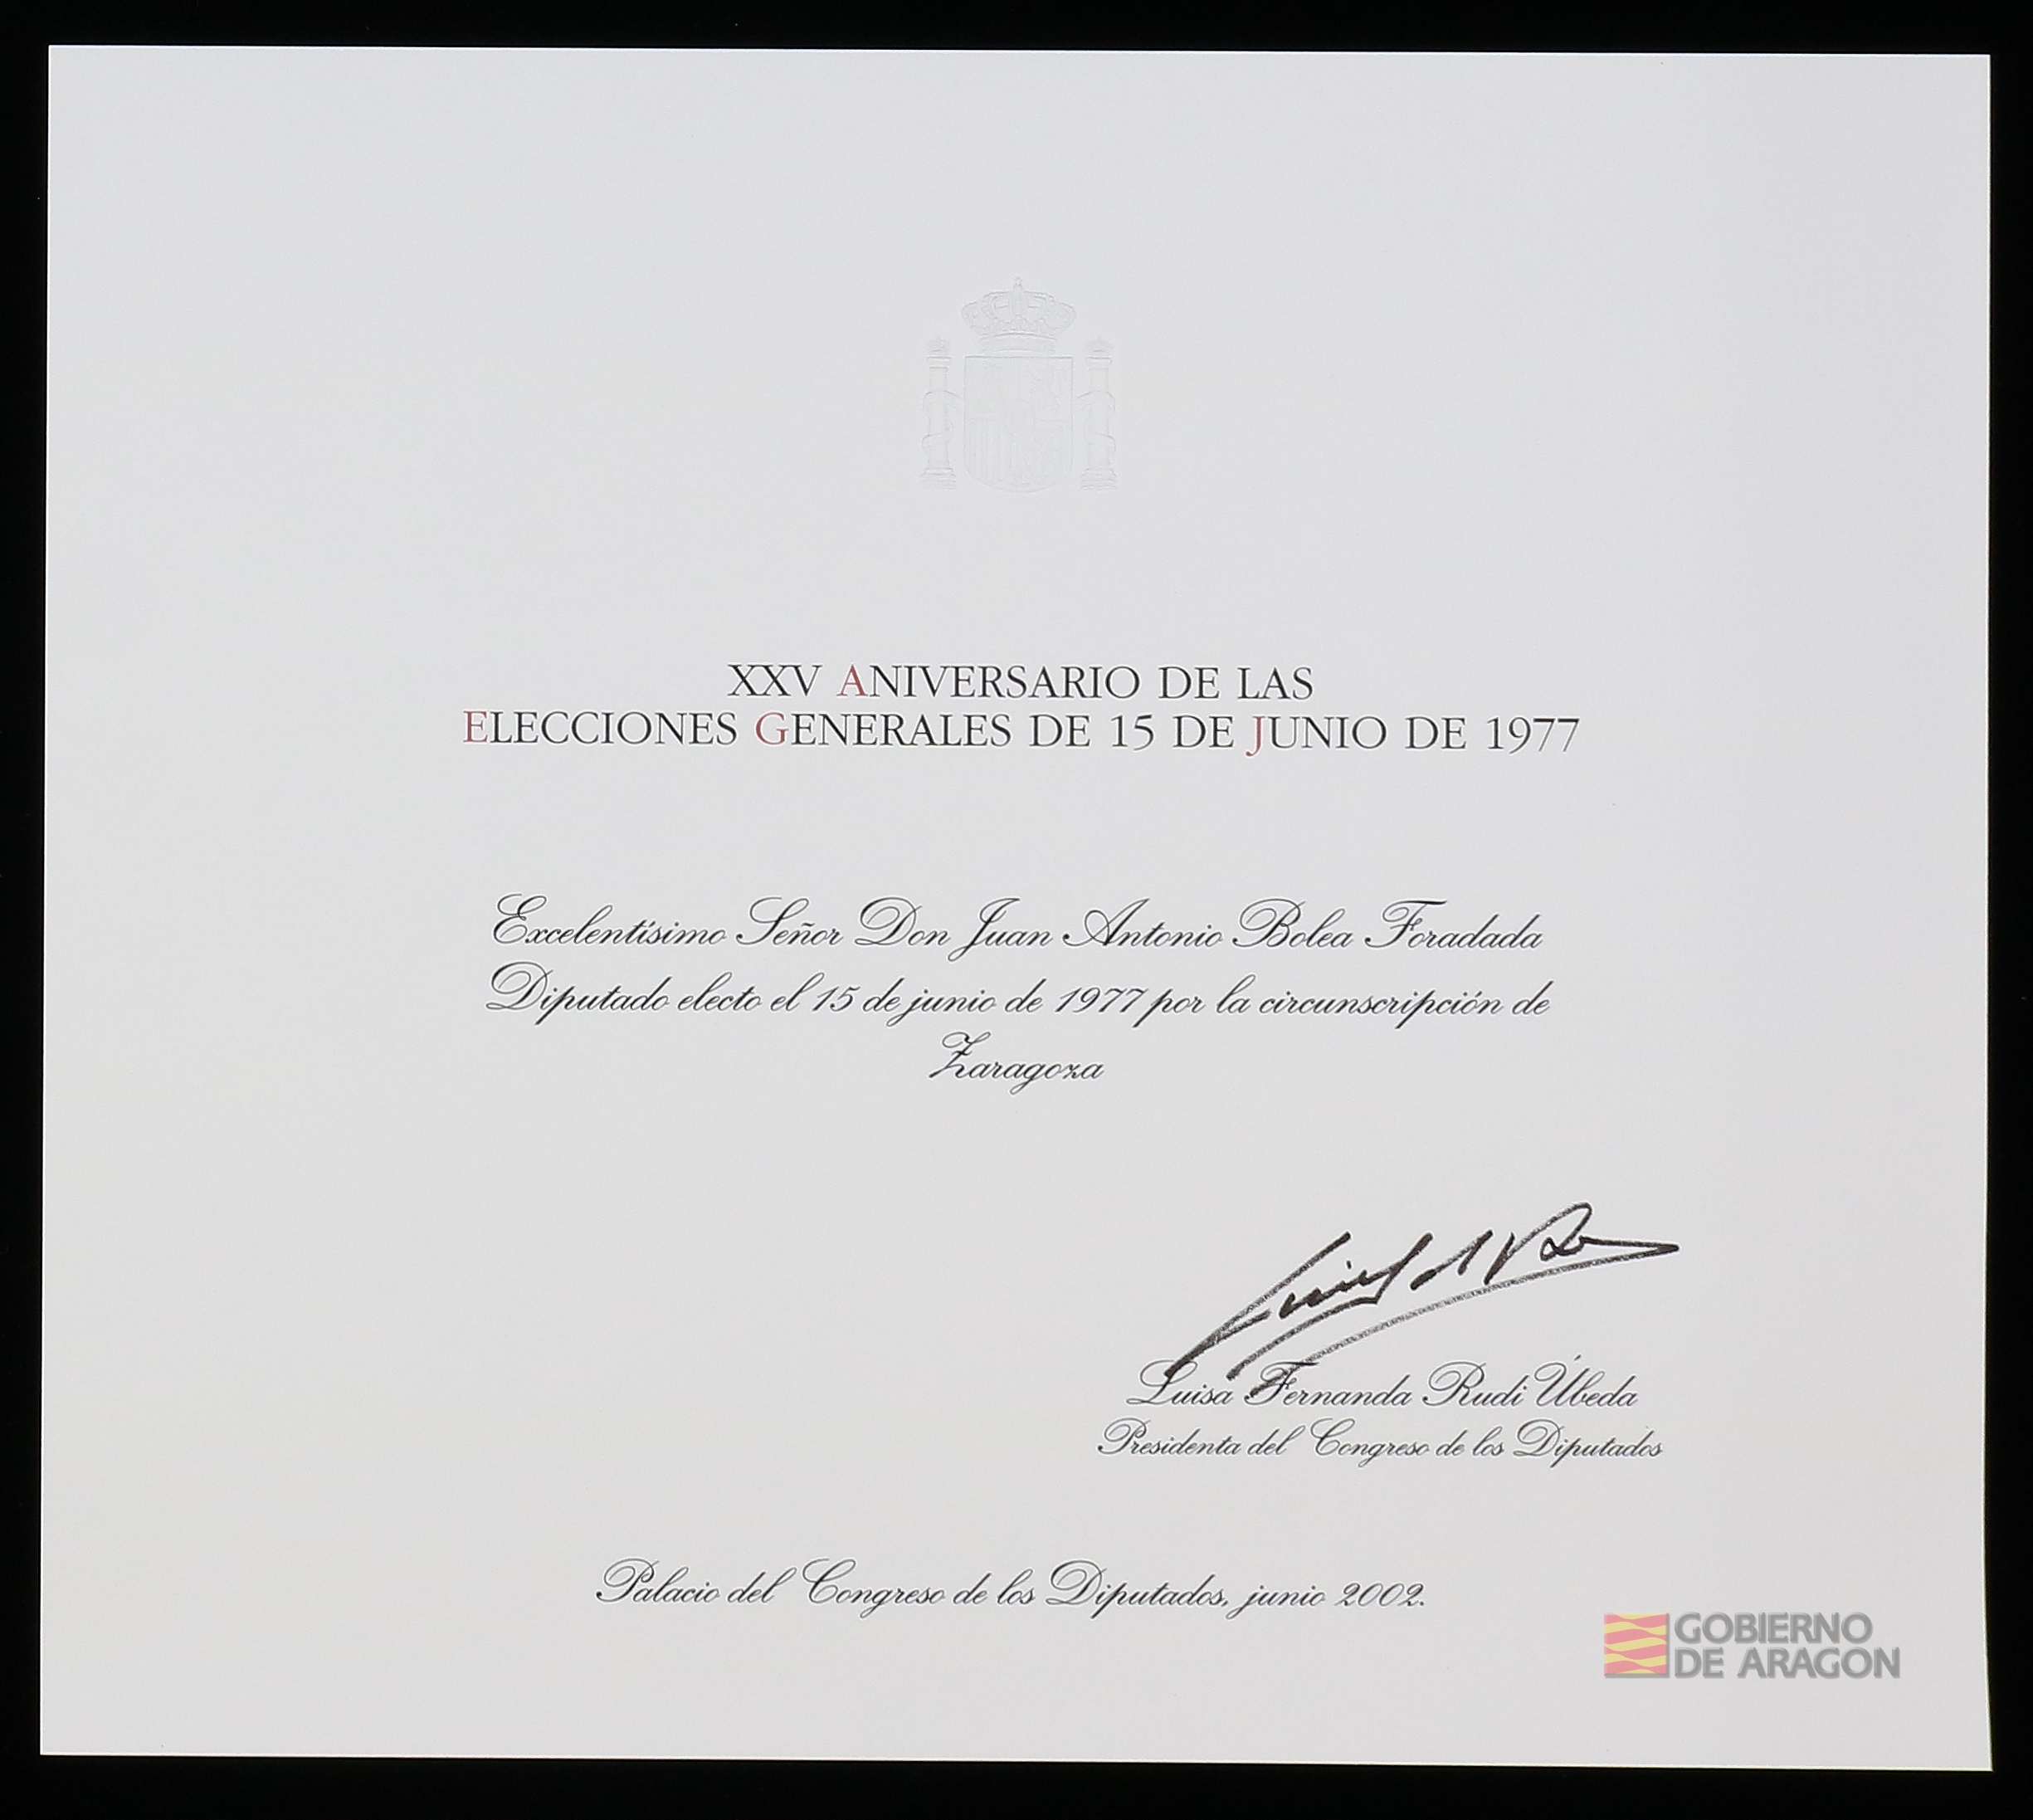 XXV ANIVERSARIO DE LAS
ELECCIONES GENERALES DE 15 DE JUNIO DE 1977
Excelentísimo Señor Don Juan Antonio Bolea Foradada
Diputado electo el 15 de junio de 1977 por la circunscripción de
Zaragoza
Luisa Fernanda Rudi Úbeda
Presidenta del Congreso de los Diputados
Palacio del Congreso de los Diputados, junio 2002.
GOBIERNO
DE ARAGON